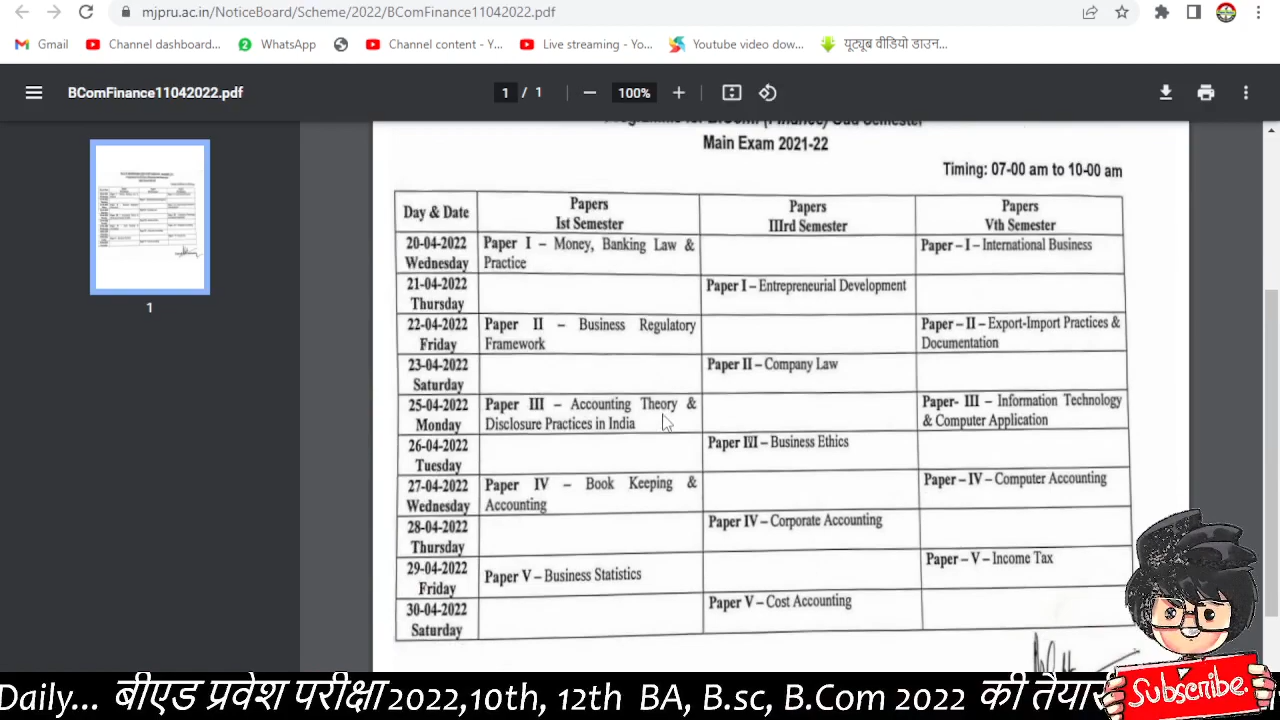 mjpru.ac.in/NoticeBoard/Scheme/2022/BComFinance11042022.pdf
Gmail
Channel dashboard...
WhatsApp
Channel content - Y...
Live streaming - Yo...
Youtube video dow...
यूट्यूब वीडियो डाउन...
BComFinance11042022.pdf
1 / 1
100%
1
Main Exam 2021-22
Timing: 07-00 am to 10-00 am
Day & Date
Papers
Ist Semester
Papers
IIIrd Semester
Papers
Vth Semester
20-04-2022
Wednesday
Paper I – Money, Banking Law &
Practice
Paper – I – International Business
21-04-2022
Thursday
Paper I – Entrepreneurial Development
22-04-2022
Friday
Paper II – Business Regulatory
Framework
Paper – II – Export-Import Practices &
Documentation
23-04-2022
Saturday
Paper II – Company Law
25-04-2022
Monday
Paper III – Accounting Theory &
Disclosure Practices in India
Paper- III – Information Technology
& Computer Application
26-04-2022
Tuesday
Paper III – Business Ethics
27-04-2022
Wednesday
Paper IV – Book Keeping &
Accounting
Paper – IV – Computer Accounting
28-04-2022
Thursday
Paper IV – Corporate Accounting
29-04-2022
Friday
Paper V – Business Statistics
Paper – V – Income Tax
30-04-2022
Saturday
Paper V – Cost Accounting
Daily... बीएड प्रवेश परीक्षा 2022,10th, 12th BA, B.sc, B.Com 2022 की तैया
Subscribe.